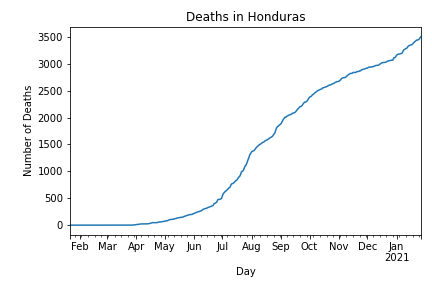 Deaths in Honduras
Number of Deaths
3500
3000
2500
2000
1500
1000
500
0
Feb Mar Apr May Jun Jul Aug Sep Oct Nov Dec Jan
2021
Day